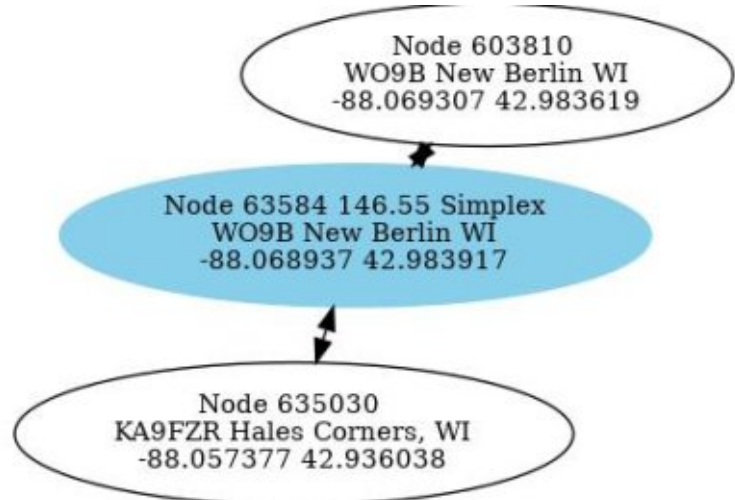 Node 603810
WO9B New Berlin WI
-88.069307 42.983619
Node 63584 146.55 Simplex
WO9B New Berlin WI
-88.068937 42.983917
Node 635030
KA9FZR Hales Corners, WI
-88.057377 42.936038